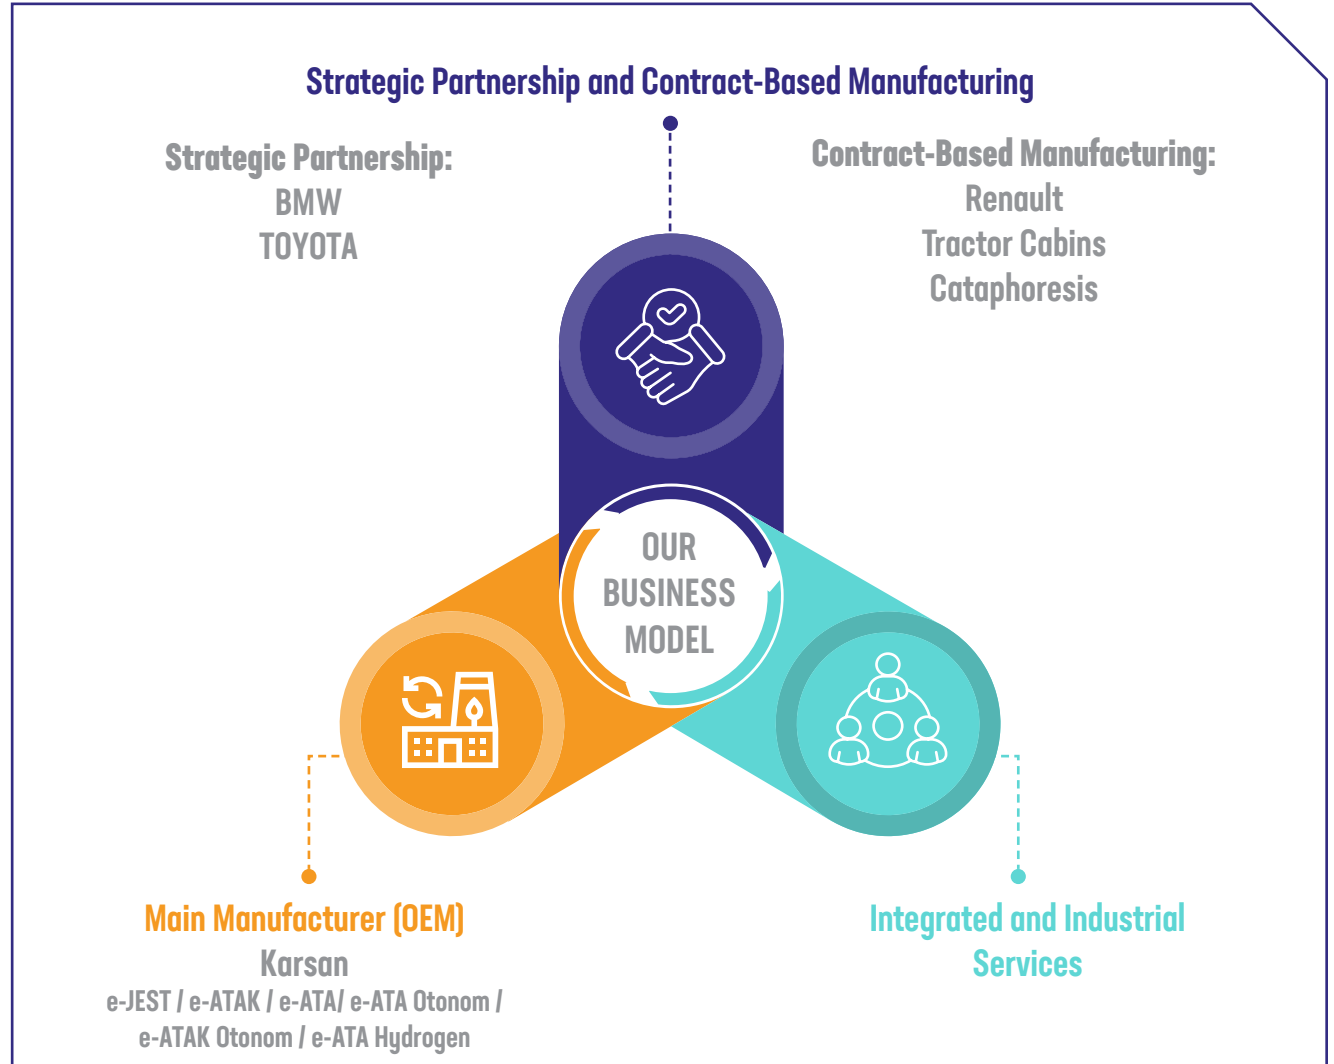 Strategic Partnership and Contract-Based Manufacturing
Strategic Partnership:
BMW
TOYOTA
Contract-Based Manufacturing:
Renault
Tractor Cabins
Cataphoresis
OUR
BUSINESS
MODEL
Main Manufacturer (OEM)
Karsan
e-JEST / e-ATAK / e-ATA/ e-ATA Otonom /
e-ATAK Otonom / e-ATA Hydrogen
Integrated and Industrial
Services